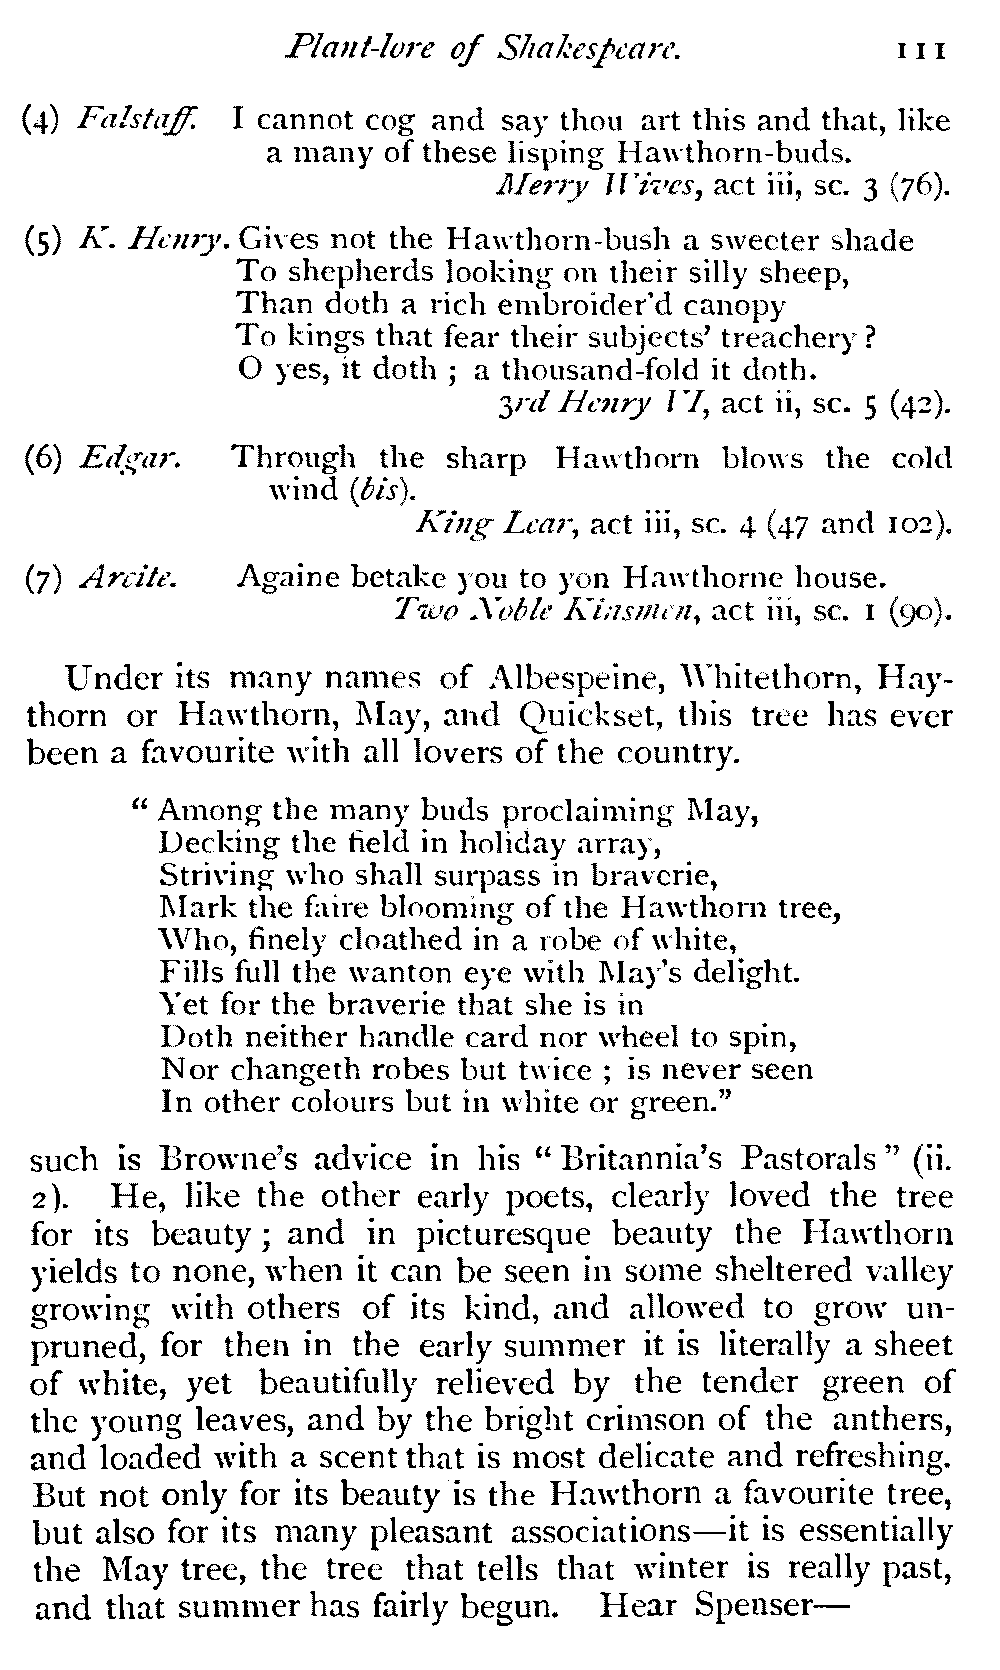 Plant-lore of Shakespeare. 111
(4) Falstaff. I cannot cog and say thou art this and that, like
a many of these lisping Hawthorn-buds.
Merry Wives, act iii, sc. 3 (76).
(5) K. Henry. Gives not the Hawthorn-bush a sweeter shade
To shepherds looking on their silly sheep,
Than doth a rich embroider'd canopy
To kings that fear their subjects' treachery?
O yes, it doth; a thousand-fold it doth.
3rd Henry VI, act ii, sc. 5 (42).
(6) Edgar. Through the sharp Hawthorn blows the cold
wind (bis).
King Lear, act iii, sc. 4 (47 and 102).
(7) Arcite. Againe betake you to yon Hawthorne house.
Two Noble Kinsmen, act iii, sc. 1 (90).
Under its many names of Albespeine, Whitethorn, Hay-
thorn or Hawthorn, May, and Quickset, this tree has ever
been a favourite with all lovers of the country.
"Among the many buds proclaiming May,
Decking the field in holiday array,
Striving who shall surpass in braverie,
Mark the faire blooming of the Hawthorn tree,
Who, finely cloathed in a robe of white,
Fills full the wanton eye with May's delight.
Yet for the braverie that she is in
Doth neither handle card nor wheel to spin,
Nor changeth robes but twice; is never seen
In other colours but in white or green."
such is Browne's advice in his "Britannia's Pastorals" (ii.
2). He, like the other early poets, clearly loved the tree
for its beauty; and in picturesque beauty the Hawthorn
yields to none, when it can be seen in some sheltered valley
growing with others of its kind, and allowed to grow un-
pruned, for then in the early summer it is literally a sheet
of white, yet beautifully relieved by the tender green of
the young leaves, and by the bright crimson of the anthers,
and loaded with a scent that is most delicate and refreshing.
But not only for its beauty is the Hawthorn a favourite tree,
but also for its many pleasant associations—it is essentially
the May tree, the tree that tells that winter is really past,
and that summer has fairly begun. Hear Spenser—